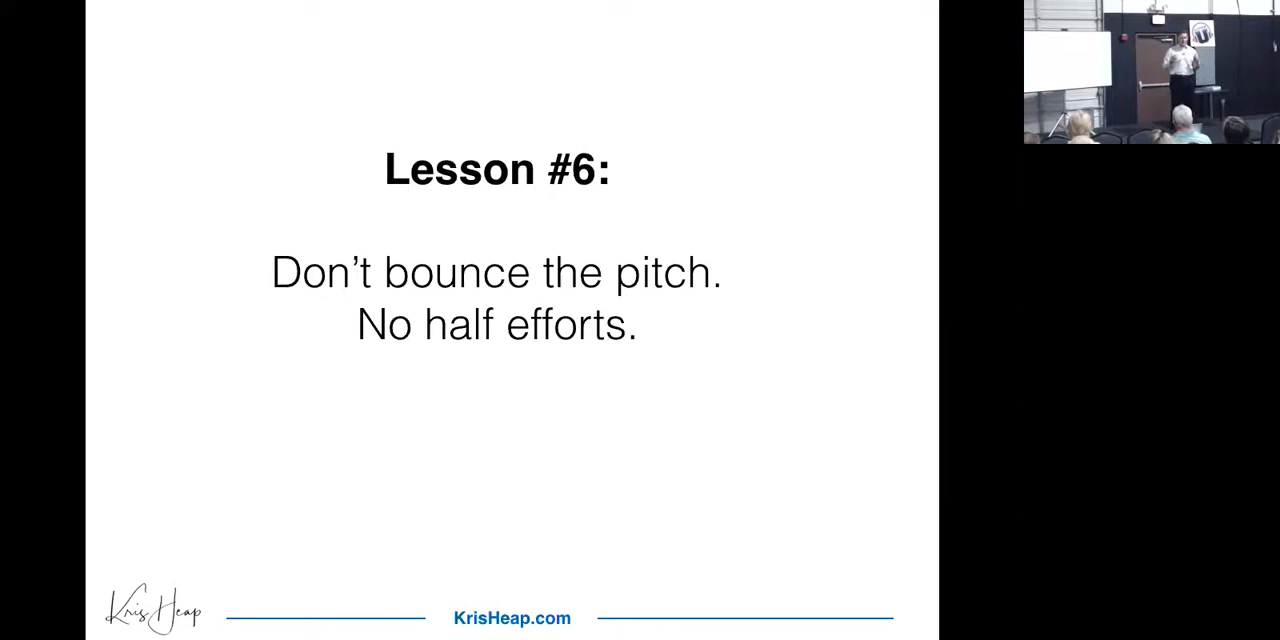 Lesson #6:
Don’t bounce the pitch.
No half efforts.
Kris Heap
KrisHeap.com
U